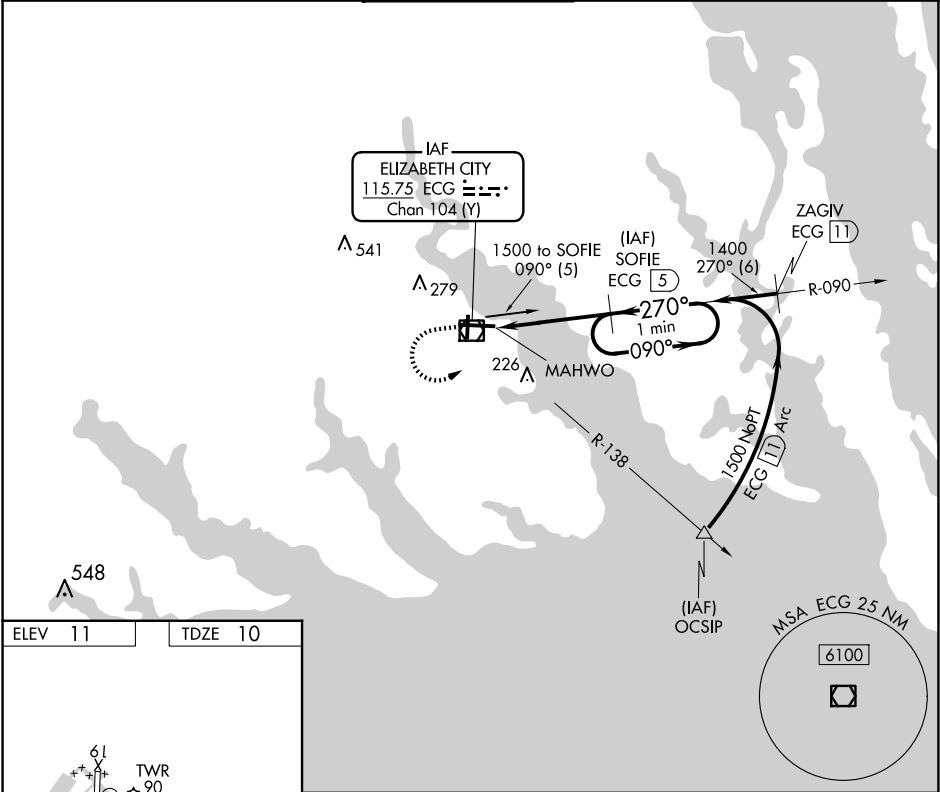 IAF
ELIZABETH CITY
115.75 ECG
Chan 104 (Y)
541
279
1500 to SOFIE
090° (5)
(IAF)
SOFIE
ECG 5
1400
270° (6)
ZAGIV
ECG 11
R-090
270°
1 min
090°
226
MAHWO
R-138
1500 NoPT
ECG 11 Arc
548
(IAF)
OCSIP
MSA ECG 25 NM
6100
ELEV 11
TDZE 10
19
TWR
90